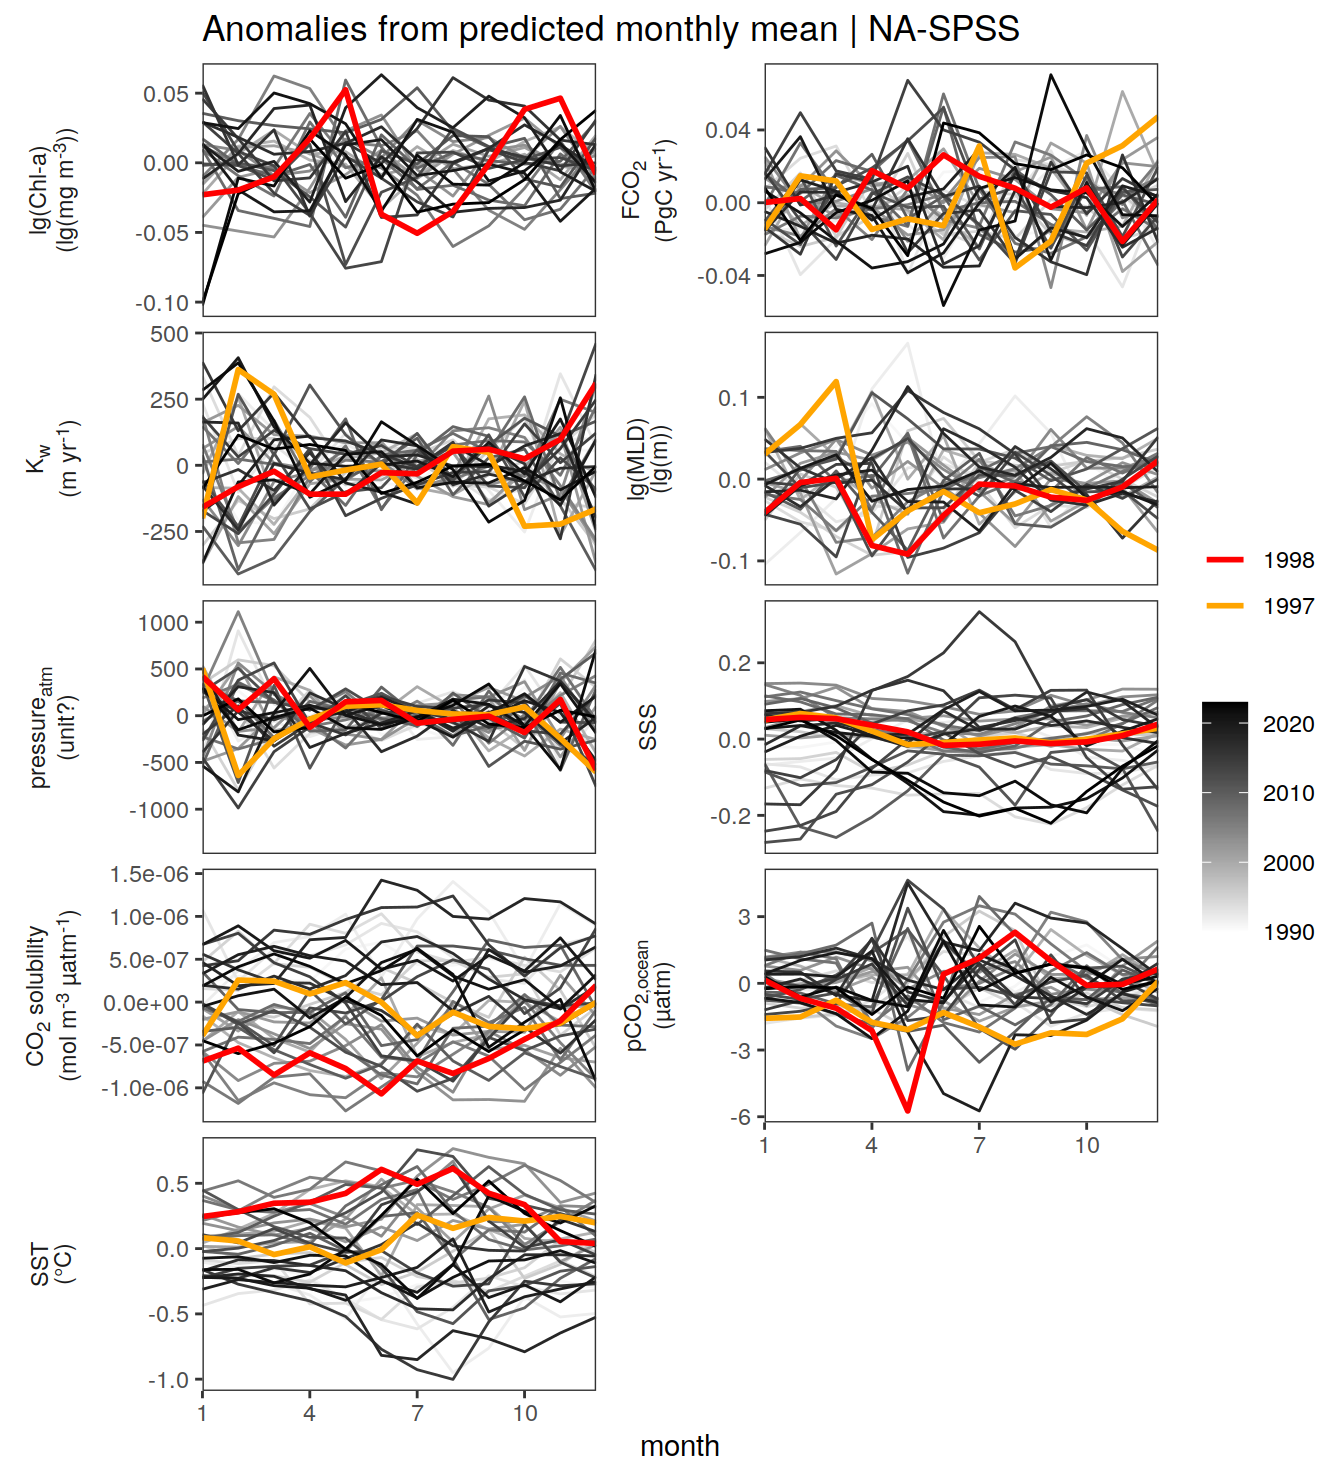 Anomalies from predicted monthly mean | NA-SPSS
lg(Chl-a)
(lg(mg m⁻³))
0.05
0.00
-0.05
-0.10
FCO₂
(PgC yr⁻¹)
0.04
0.00
-0.04
K_w
(m yr⁻¹)
500
250
0
-250
lg(MLD)
(lg(m))
0.1
0.0
-0.1
pressure_atm
(unit?)
1000
500
0
-500
-1000
SSS
0.2
0.0
-0.2
CO₂ solubility
(mol m⁻³ µatm⁻¹)
1.5e-06
1.0e-06
5.0e-07
0.0e+00
-5.0e-07
-1.0e-06
pCO₂,ocean
(µatm)
3
0
-3
-6
1 4 7 10
SST
(°C)
0.5
0.0
-0.5
-1.0
1 4 7 10
month
1998
1997
2020
2010
2000
1990